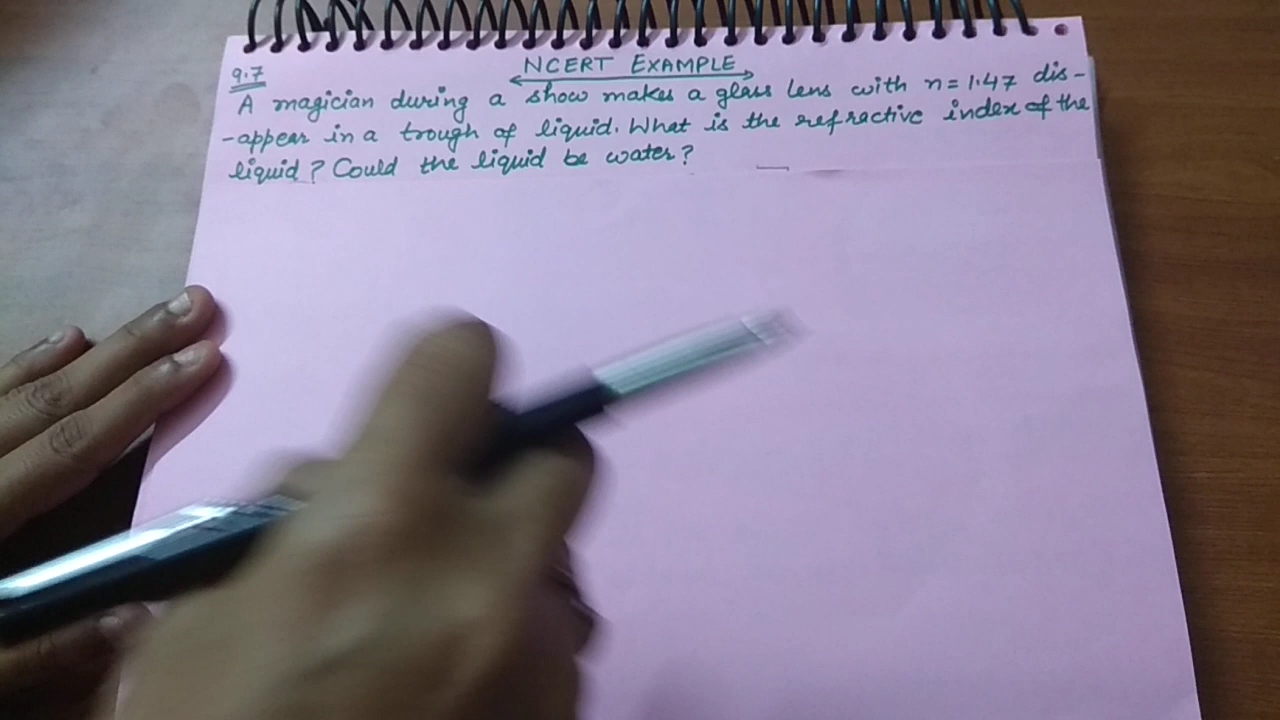 NCERT EXAMPLE
9.7
A magician during a show makes a glass lens with n = 1.47 dis-
-appear in a trough of liquid. What is the refractive index of the
liquid? Could the liquid be water?